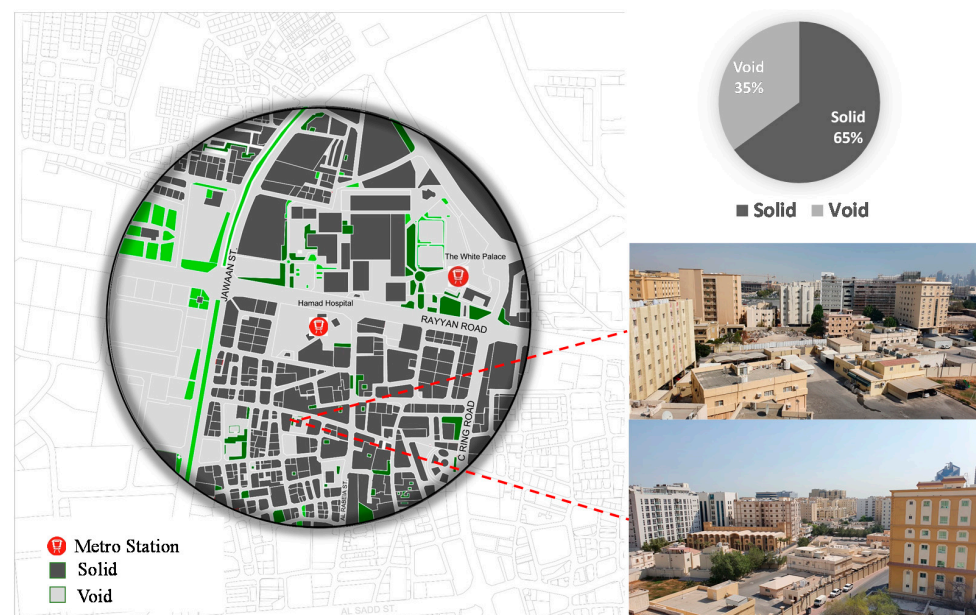 Void
35%
Solid
65%
Solid Void
The White Palace
JAWAAN ST.
Hamad Hospital
RAYYAN ROAD
C RING ROAD
AL RABIYA ST.
Metro Station
Solid
Void
AL SADD ST.